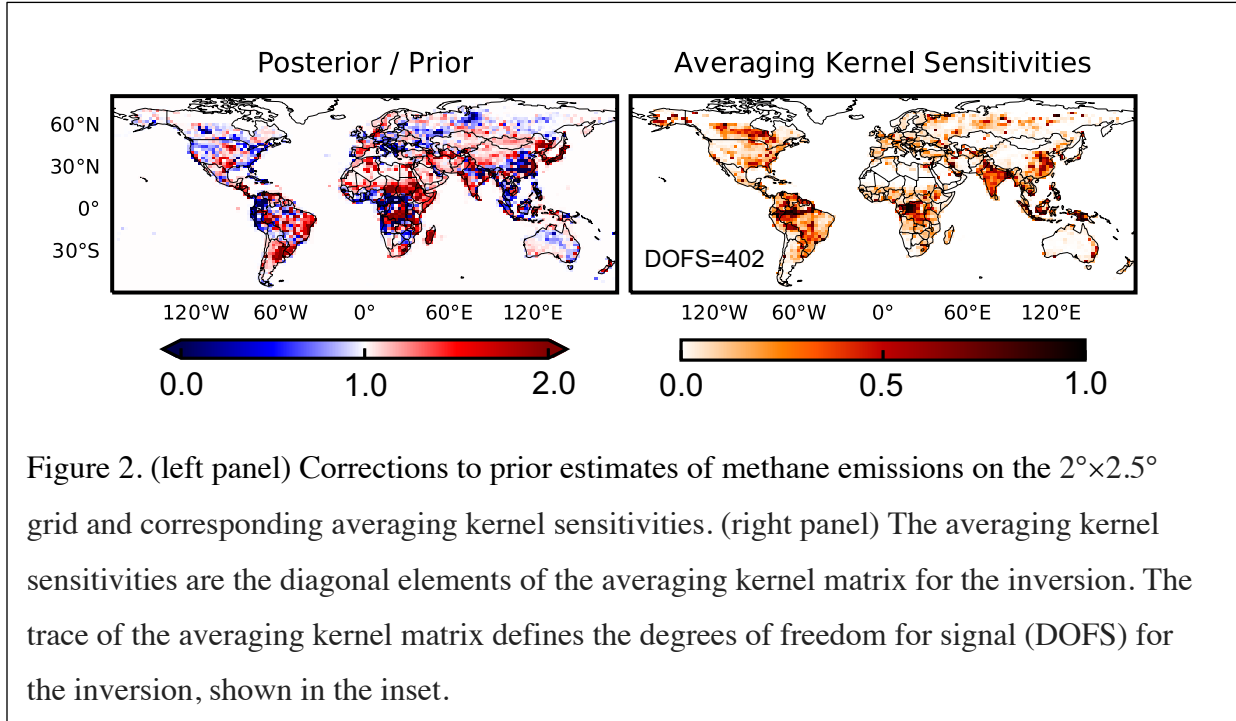 Posterior / Prior
Averaging Kernel Sensitivities
60°N
30°N
0°
30°S
DOFS=402
120°W 60°W 0° 60°E 120°E
120°W 60°W 0° 60°E 120°E
0.0 1.0 2.0
0.0 0.5 1.0
Figure 2. (left panel) Corrections to prior estimates of methane emissions on the 2°×2.5°
grid and corresponding averaging kernel sensitivities. (right panel) The averaging kernel
sensitivities are the diagonal elements of the averaging kernel matrix for the inversion. The
trace of the averaging kernel matrix defines the degrees of freedom for signal (DOFS) for
the inversion, shown in the inset.